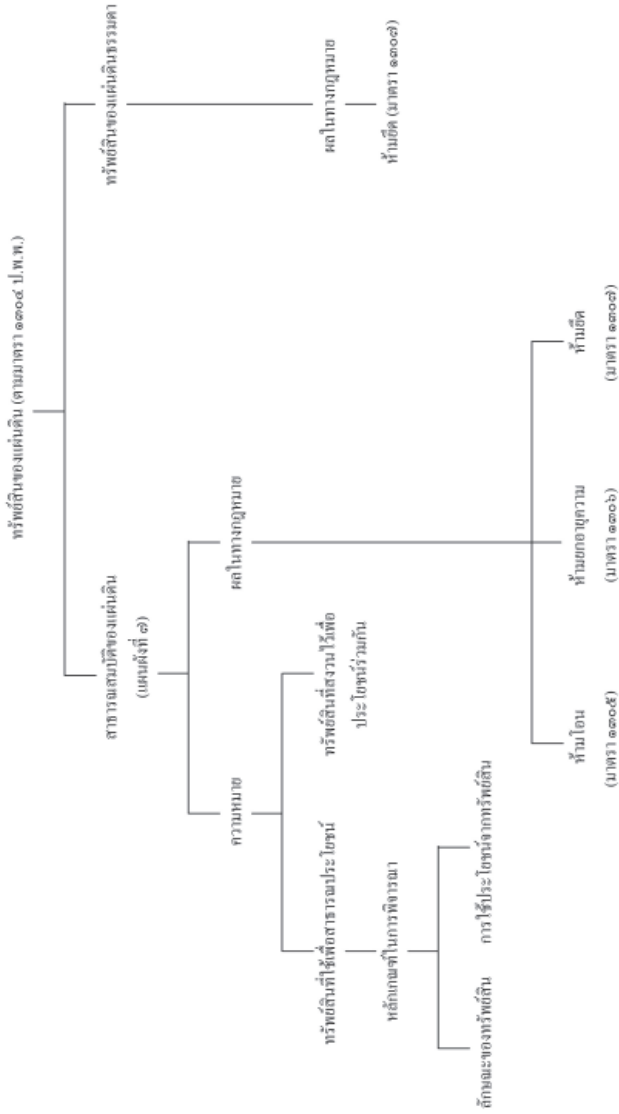 ทรัพย์สินของแผ่นดิน (ตามมาตรา ๑๓๐๔ ป.พ.พ.)
สาธารณสมบัติของแผ่นดิน
(แผนผังที่ ๗)
ทรัพย์สินของแผ่นดินธรรมดา
ความหมาย
ผลในทางกฎหมาย
ผลในทางกฎหมาย
ห้ามยึด (มาตรา ๑๓๐๗)
ทรัพย์สินที่ใช้เพื่อสาธารณประโยชน์
ทรัพย์สินที่สงวนไว้เพื่อ
ประโยชน์ร่วมกัน
หลักเกณฑ์ในการพิจารณา
ลักษณะของทรัพย์สิน
การใช้ประโยชน์จากทรัพย์สิน
ห้ามโอน
(มาตรา ๑๓๐๕)
ห้ามยกอายุความ
(มาตรา ๑๓๐๖)
ห้ามยึด
(มาตรา ๑๓๐๗)